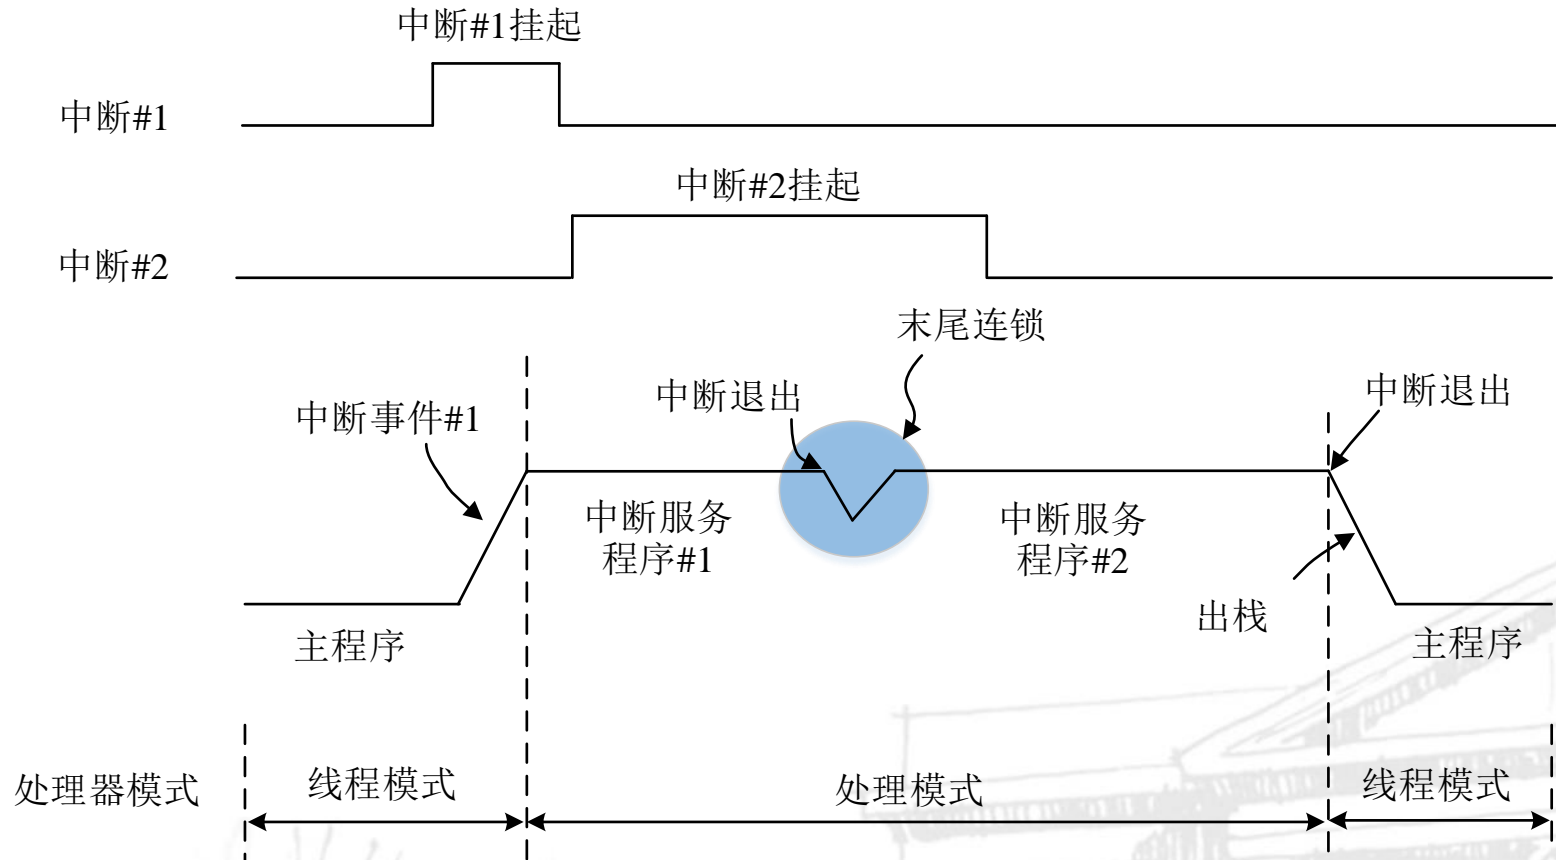 中断#1挂起
中断#1
中断#2挂起
中断#2
末尾连锁
中断事件#1
中断退出
中断退出
中断服务
程序#1
中断服务
程序#2
出栈
主程序
主程序
处理器模式
线程模式
处理模式
线程模式